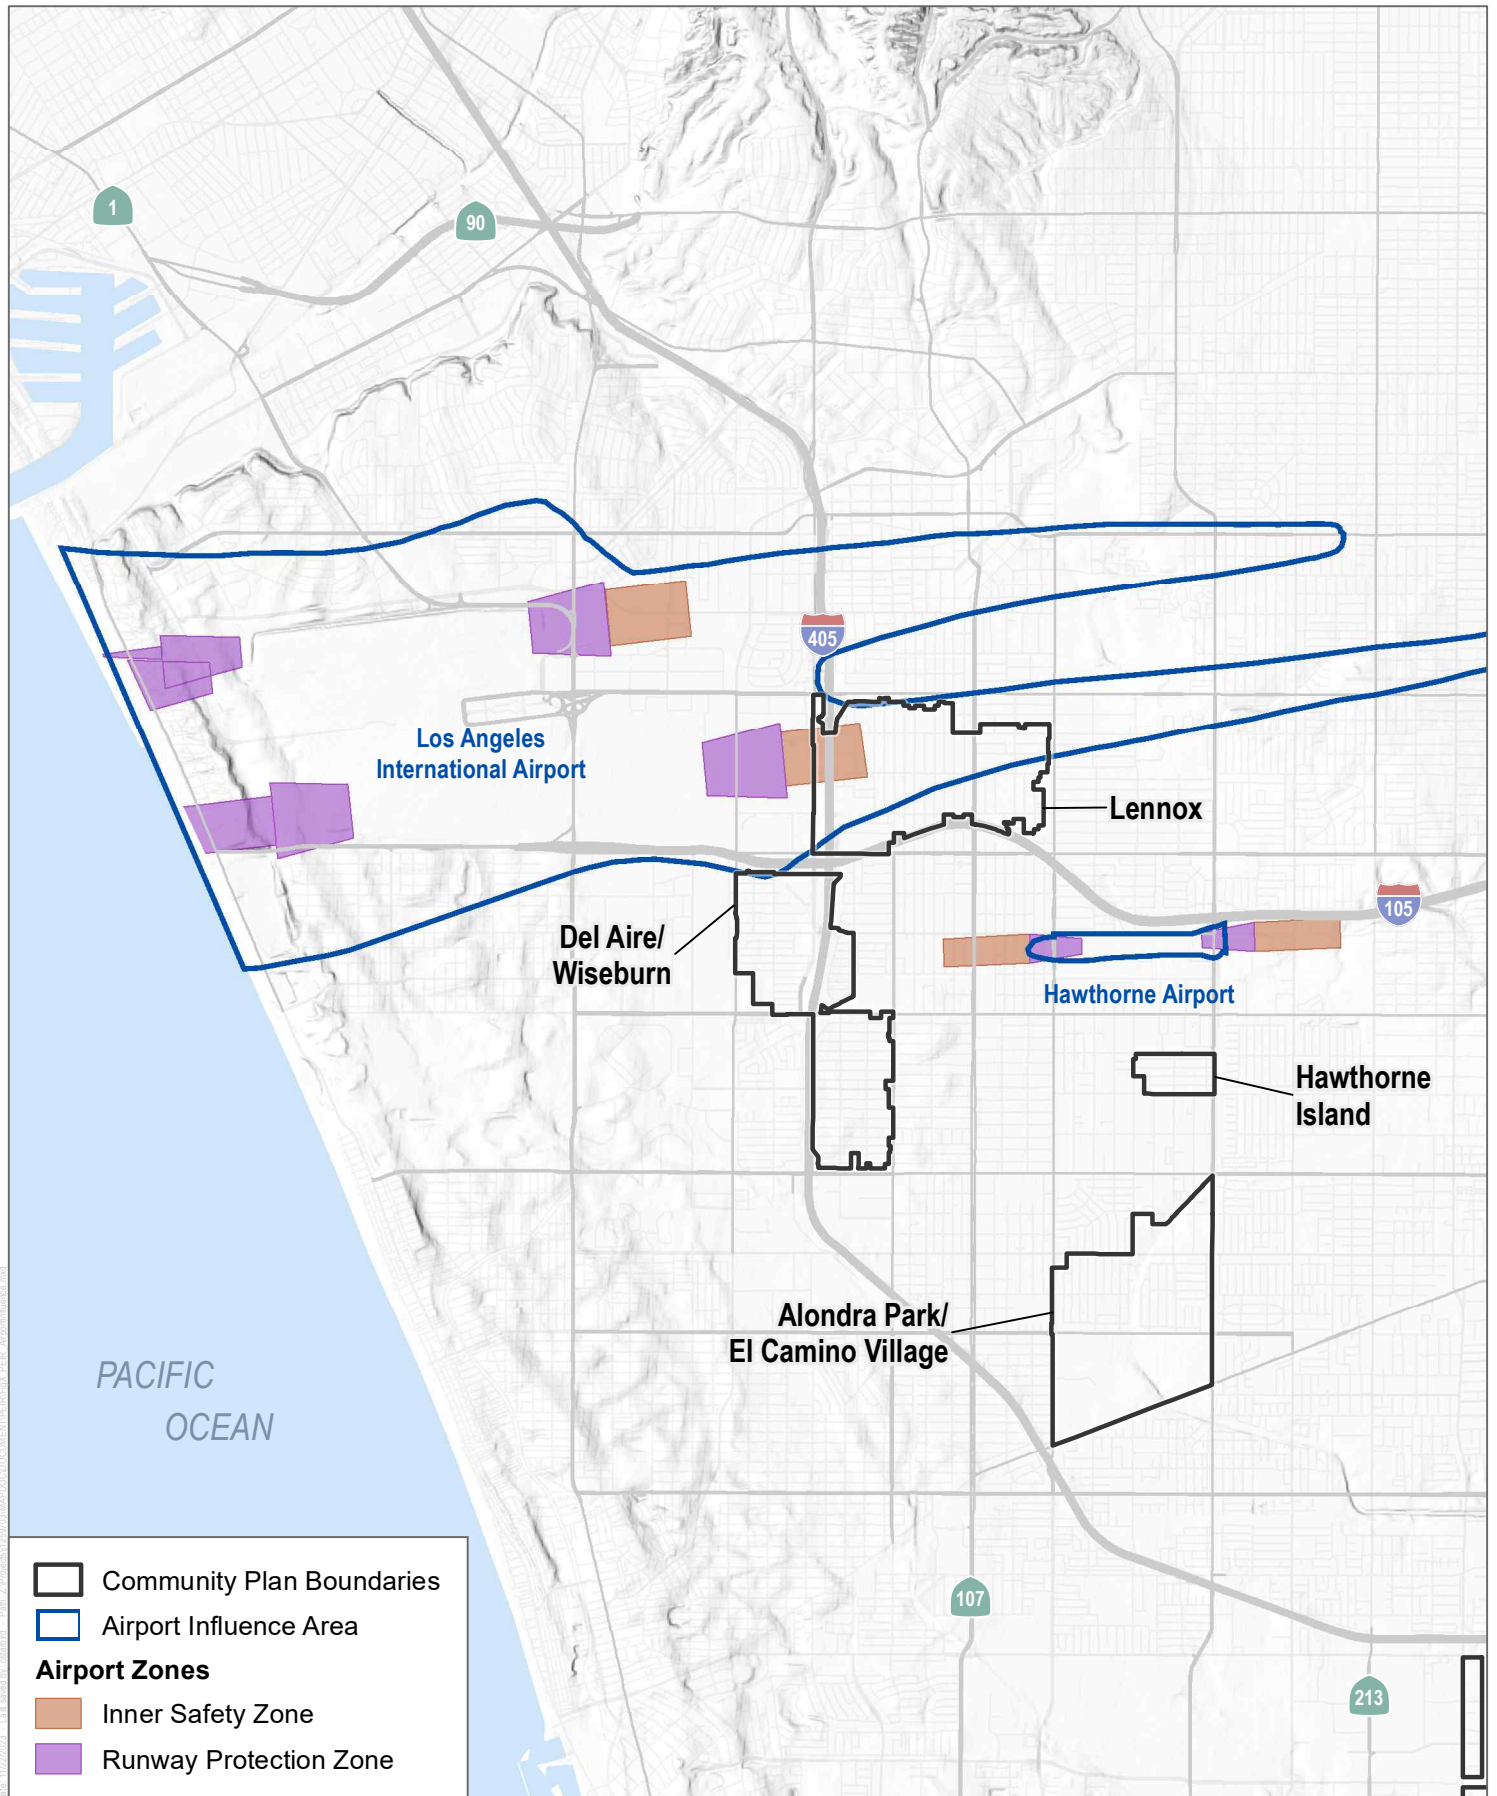 1
90
405
Los Angeles
International Airport
Lennox
105
Del Aire/
Wiseburn
Hawthorne Airport
Hawthorne
Island
Alondra Park/
El Camino Village
PACIFIC
OCEAN
107
213
Community Plan Boundaries
Airport Influence Area
Airport Zones
Inner Safety Zone
Runway Protection Zone